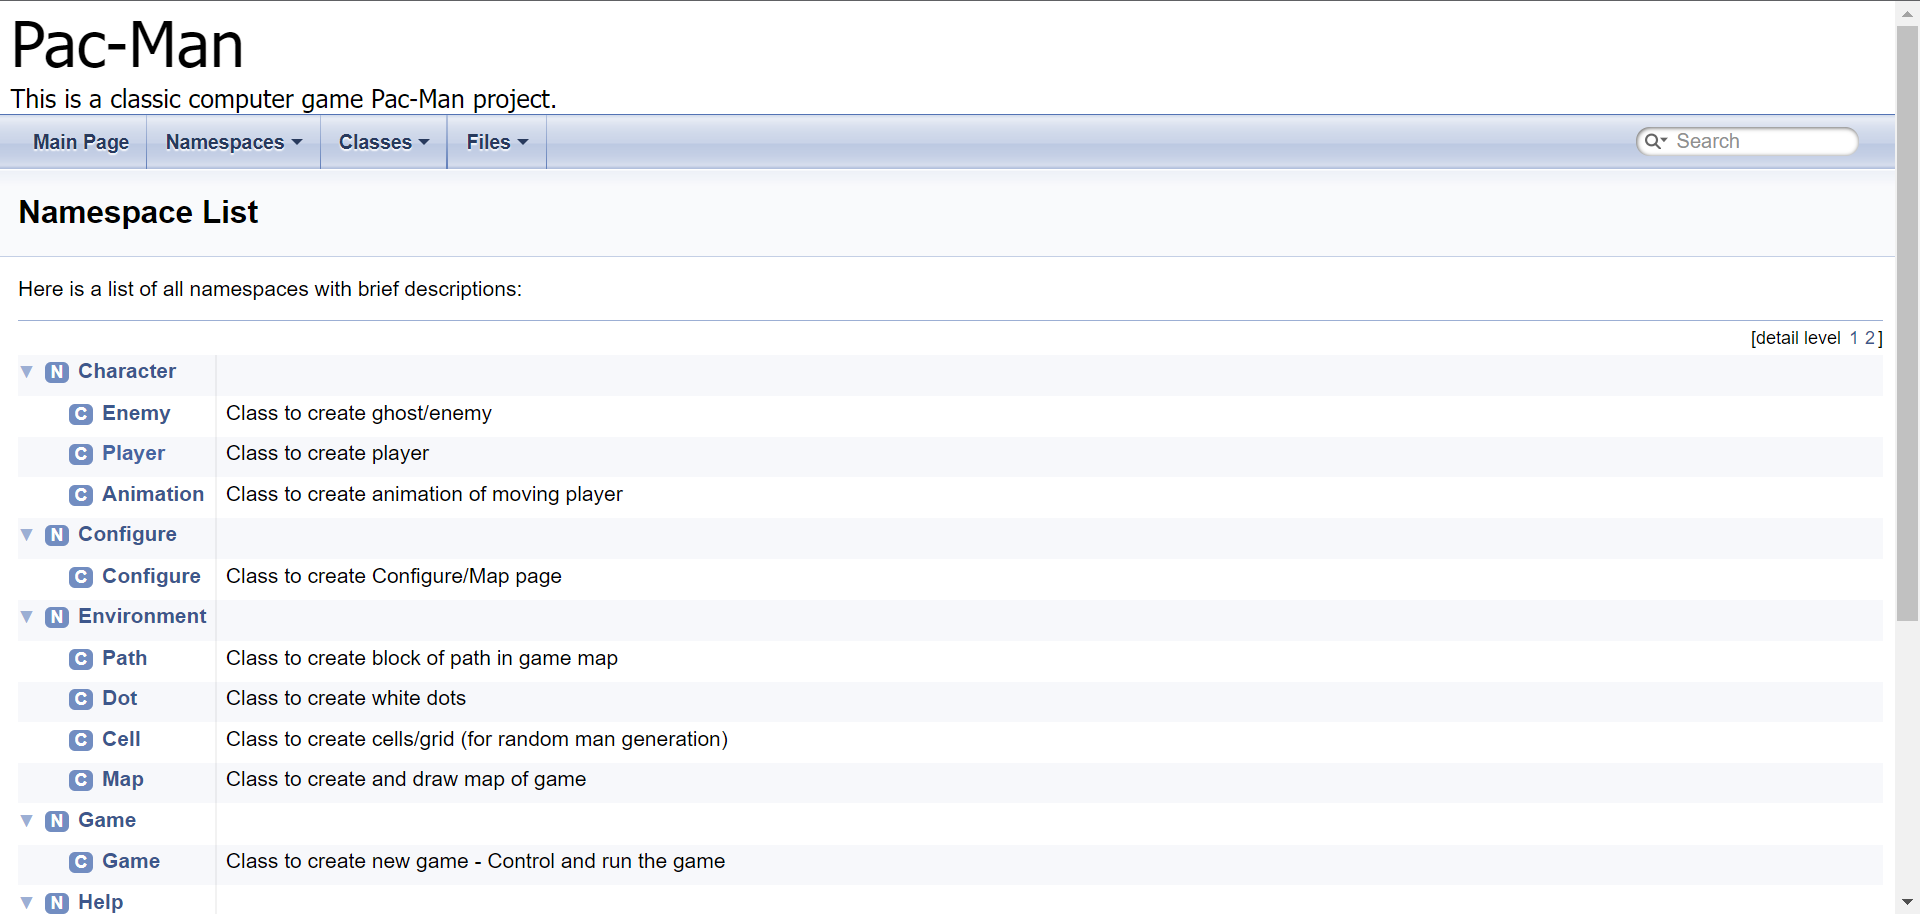 Pac-Man
This is a classic computer game Pac-Man project.
Main Page Namespaces Classes Files Search
Namespace List
Here is a list of all namespaces with brief descriptions:
[detail level 1 2]
N Character
C Enemy Class to create ghost/enemy
C Player Class to create player
C Animation Class to create animation of moving player
N Configure
C Configure Class to create Configure/Map page
N Environment
C Path Class to create block of path in game map
C Dot Class to create white dots
C Cell Class to create cells/grid (for random man generation)
C Map Class to create and draw map of game
N Game
C Game Class to create new game - Control and run the game
N Help